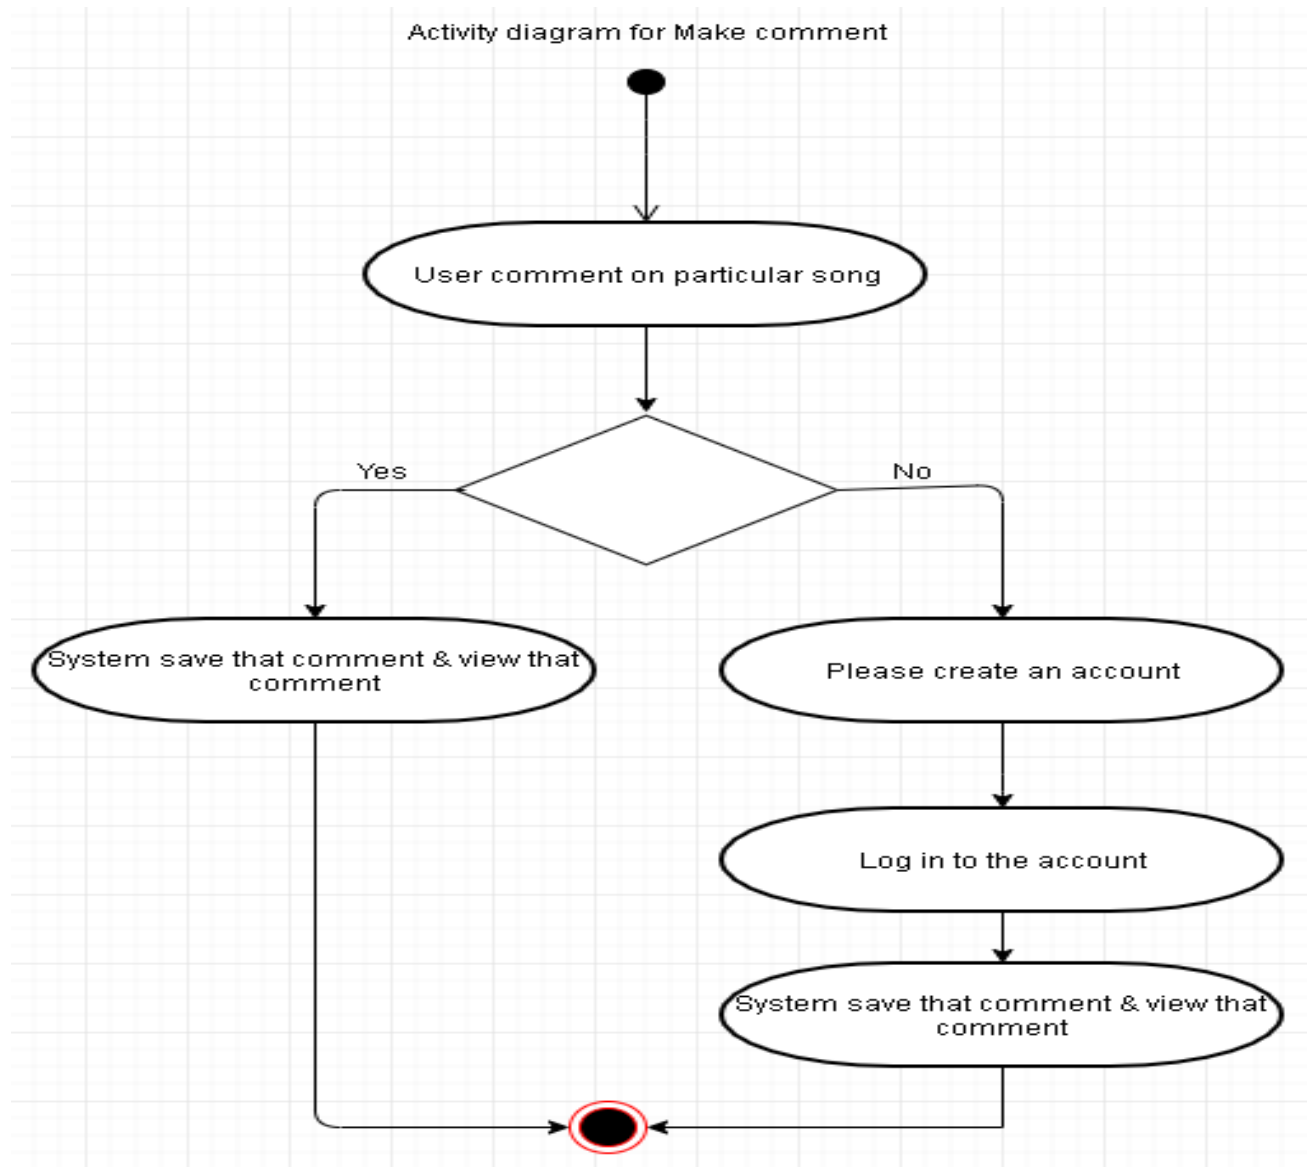 Activity diagram for Make comment
User comment on particular song
Yes
No
System save that comment & view that
comment
Please create an account
Log in to the account
System save that comment & view that
comment